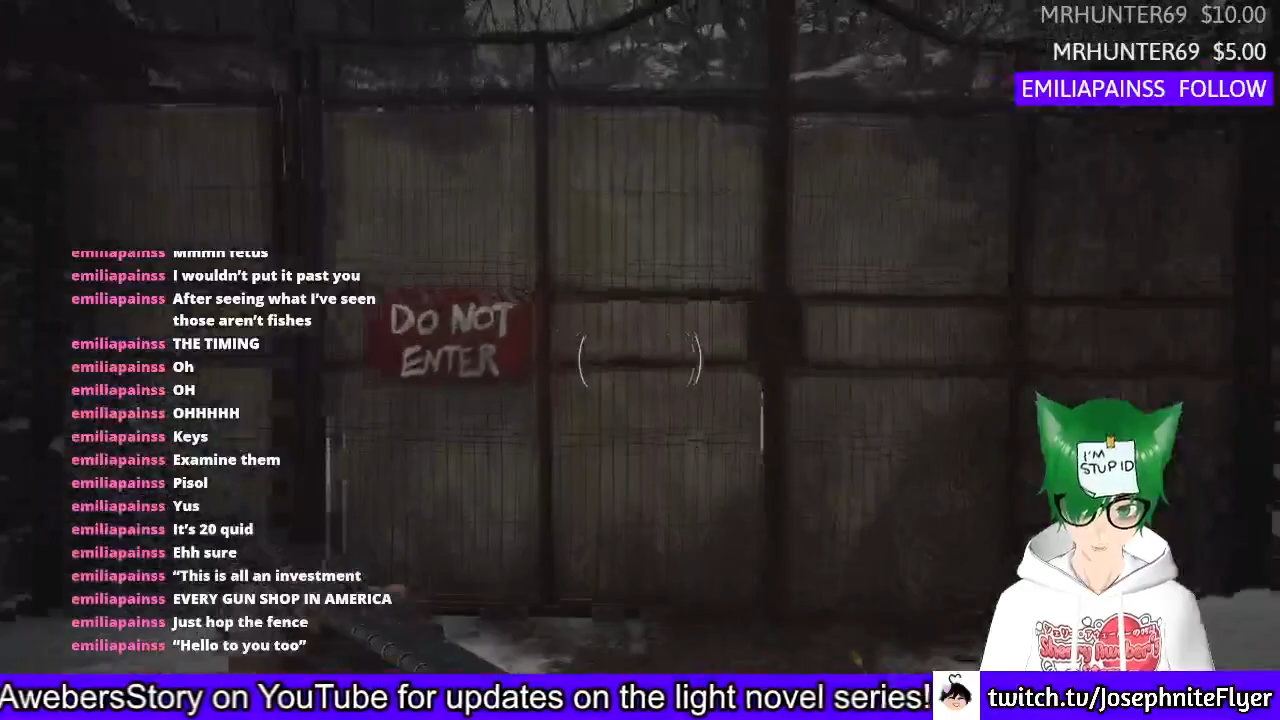 MRHUNTER69 $10.00
MRHUNTER69 $5.00
EMILIAPAINSS FOLLOW
emiliapainss Mmmh fetus
emiliapainss I wouldn’t put it past you
emiliapainss After seeing what I’ve seen
those aren’t fishes
emiliapainss THE TIMING
emiliapainss Oh
emiliapainss OH
emiliapainss OHHHHH
emiliapainss Keys
emiliapainss Examine them
emiliapainss Pisol
emiliapainss Yus
emiliapainss It’s 20 quid
emiliapainss Ehh sure
emiliapainss “This is all an investment
emiliapainss EVERY GUN SHOP IN AMERICA
emiliapainss Just hop the fence
emiliapainss “Hello to you too”
DO NOT
ENTER
I'M
STUPID
AwebersStory on YouTube for updates on the light novel series!
twitch.tv/JosephniteFlyer